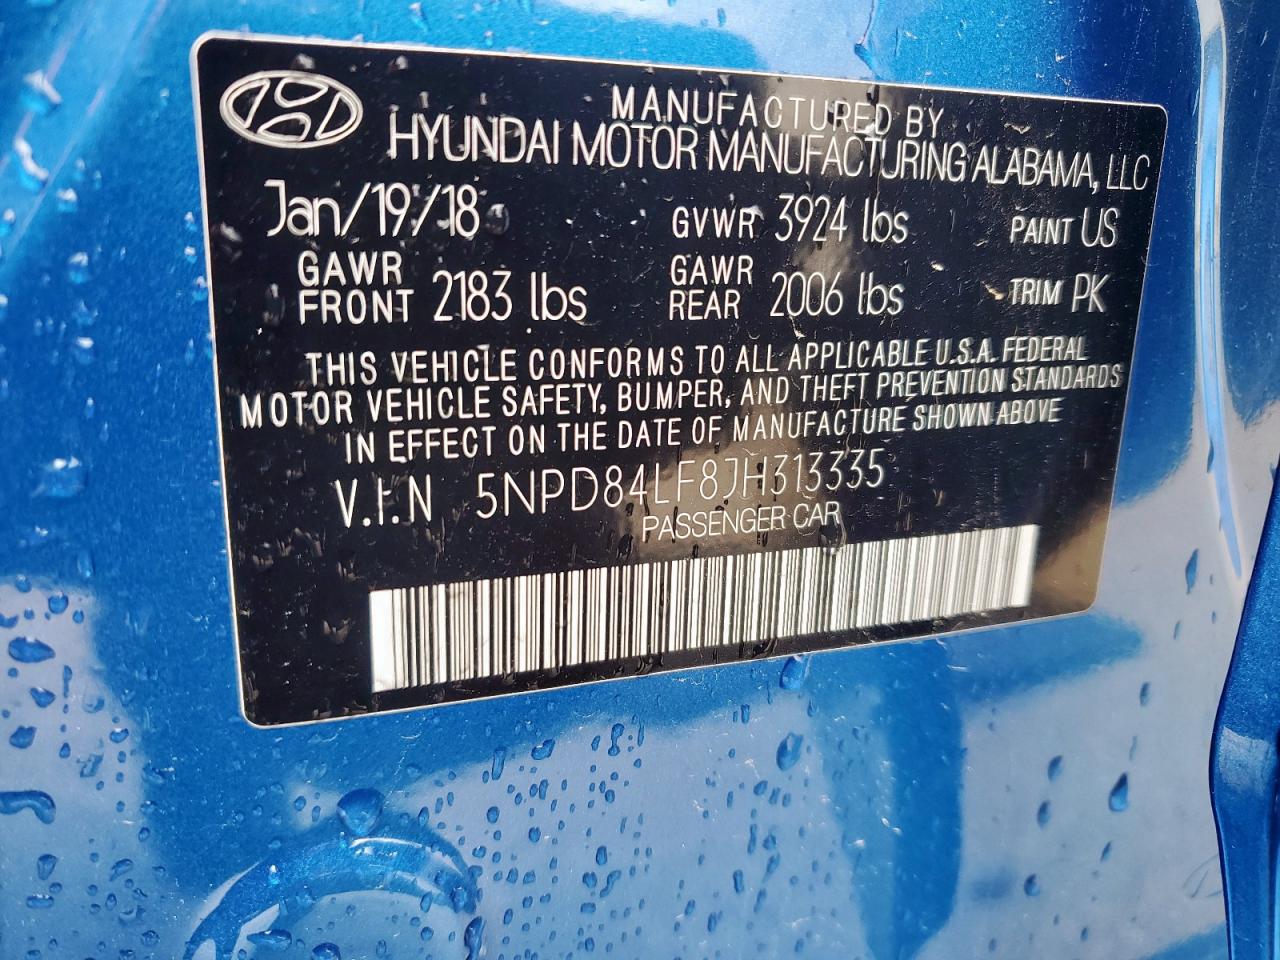 MANUFACTURED BY
HYUNDAI MOTOR MANUFACTURING ALABAMA, LLC
Jan/19/18 GVWR 3924 lbs PAINT US
GAWR FRONT 2183 lbs GAWR REAR 2006 lbs TRIM PK
THIS VEHICLE CONFORMS TO ALL APPLICABLE U.S.A. FEDERAL
MOTOR VEHICLE SAFETY, BUMPER, AND THEFT PREVENTION STANDARDS
IN EFFECT ON THE DATE OF MANUFACTURE SHOWN ABOVE
V.I.N 5NPD84LF8JH313335
PASSENGER CAR